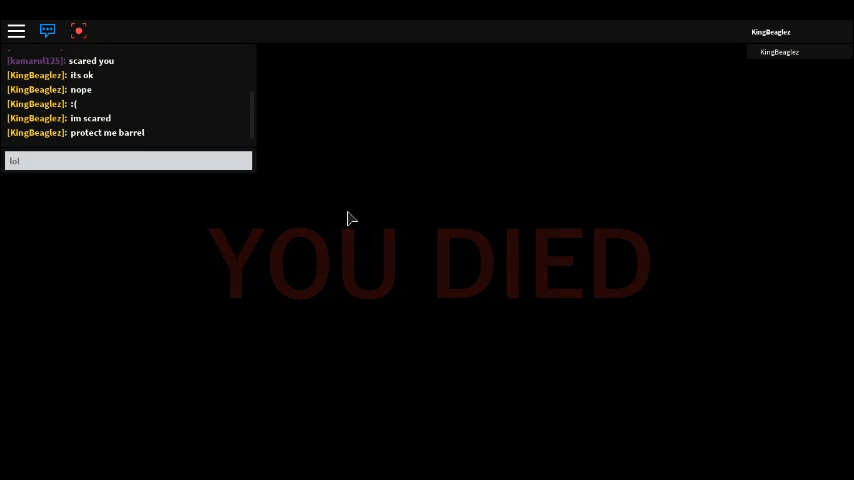 KingBeaglez
KingBeaglez
[kamarul125]: scared you
[KingBeaglez]: its ok
[KingBeaglez]: nope
[KingBeaglez]: :(
[KingBeaglez]: im scared
[KingBeaglez]: protect me barrel
lol
YOU DIED